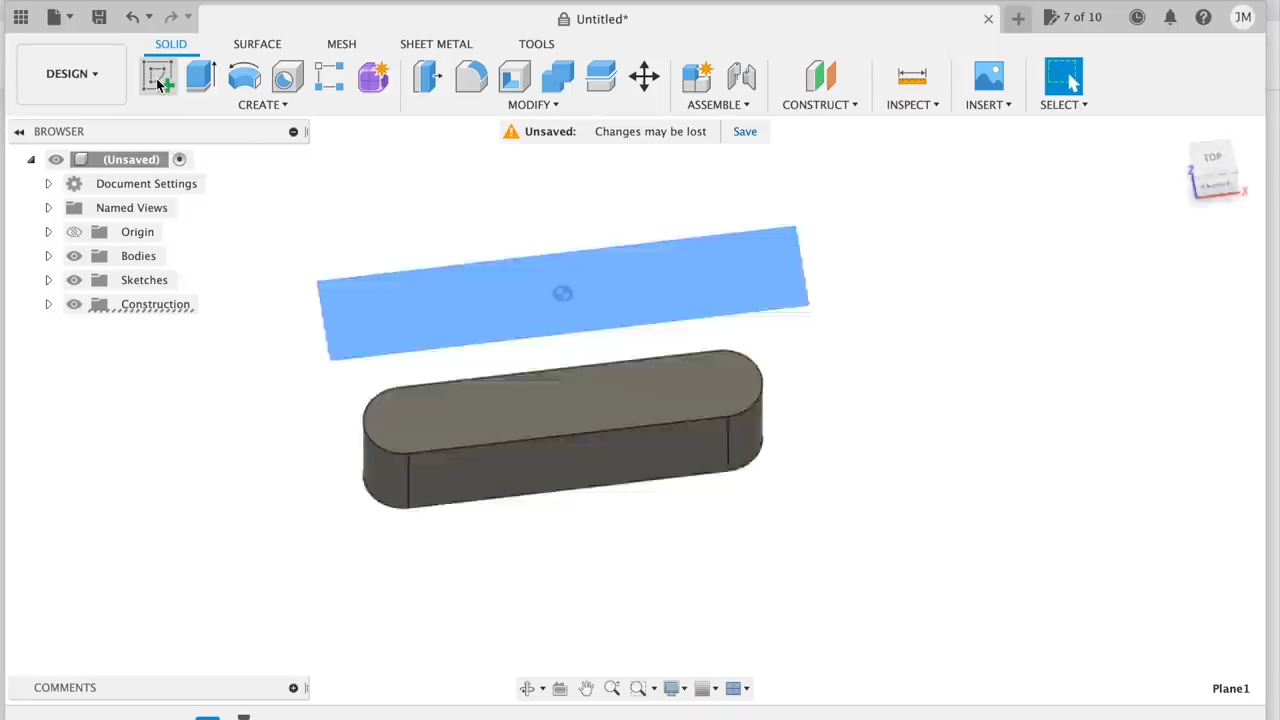 Untitled*
7 of 10
JM
DESIGN
SOLID
SURFACE
MESH
SHEET METAL
TOOLS
CREATE
MODIFY
ASSEMBLE
CONSTRUCT
INSPECT
INSERT
SELECT
BROWSER
Unsaved: Changes may be lost
Save
(Unsaved)
Document Settings
Named Views
Origin
Bodies
Sketches
Construction
TOP
Z
X
COMMENTS
Plane1